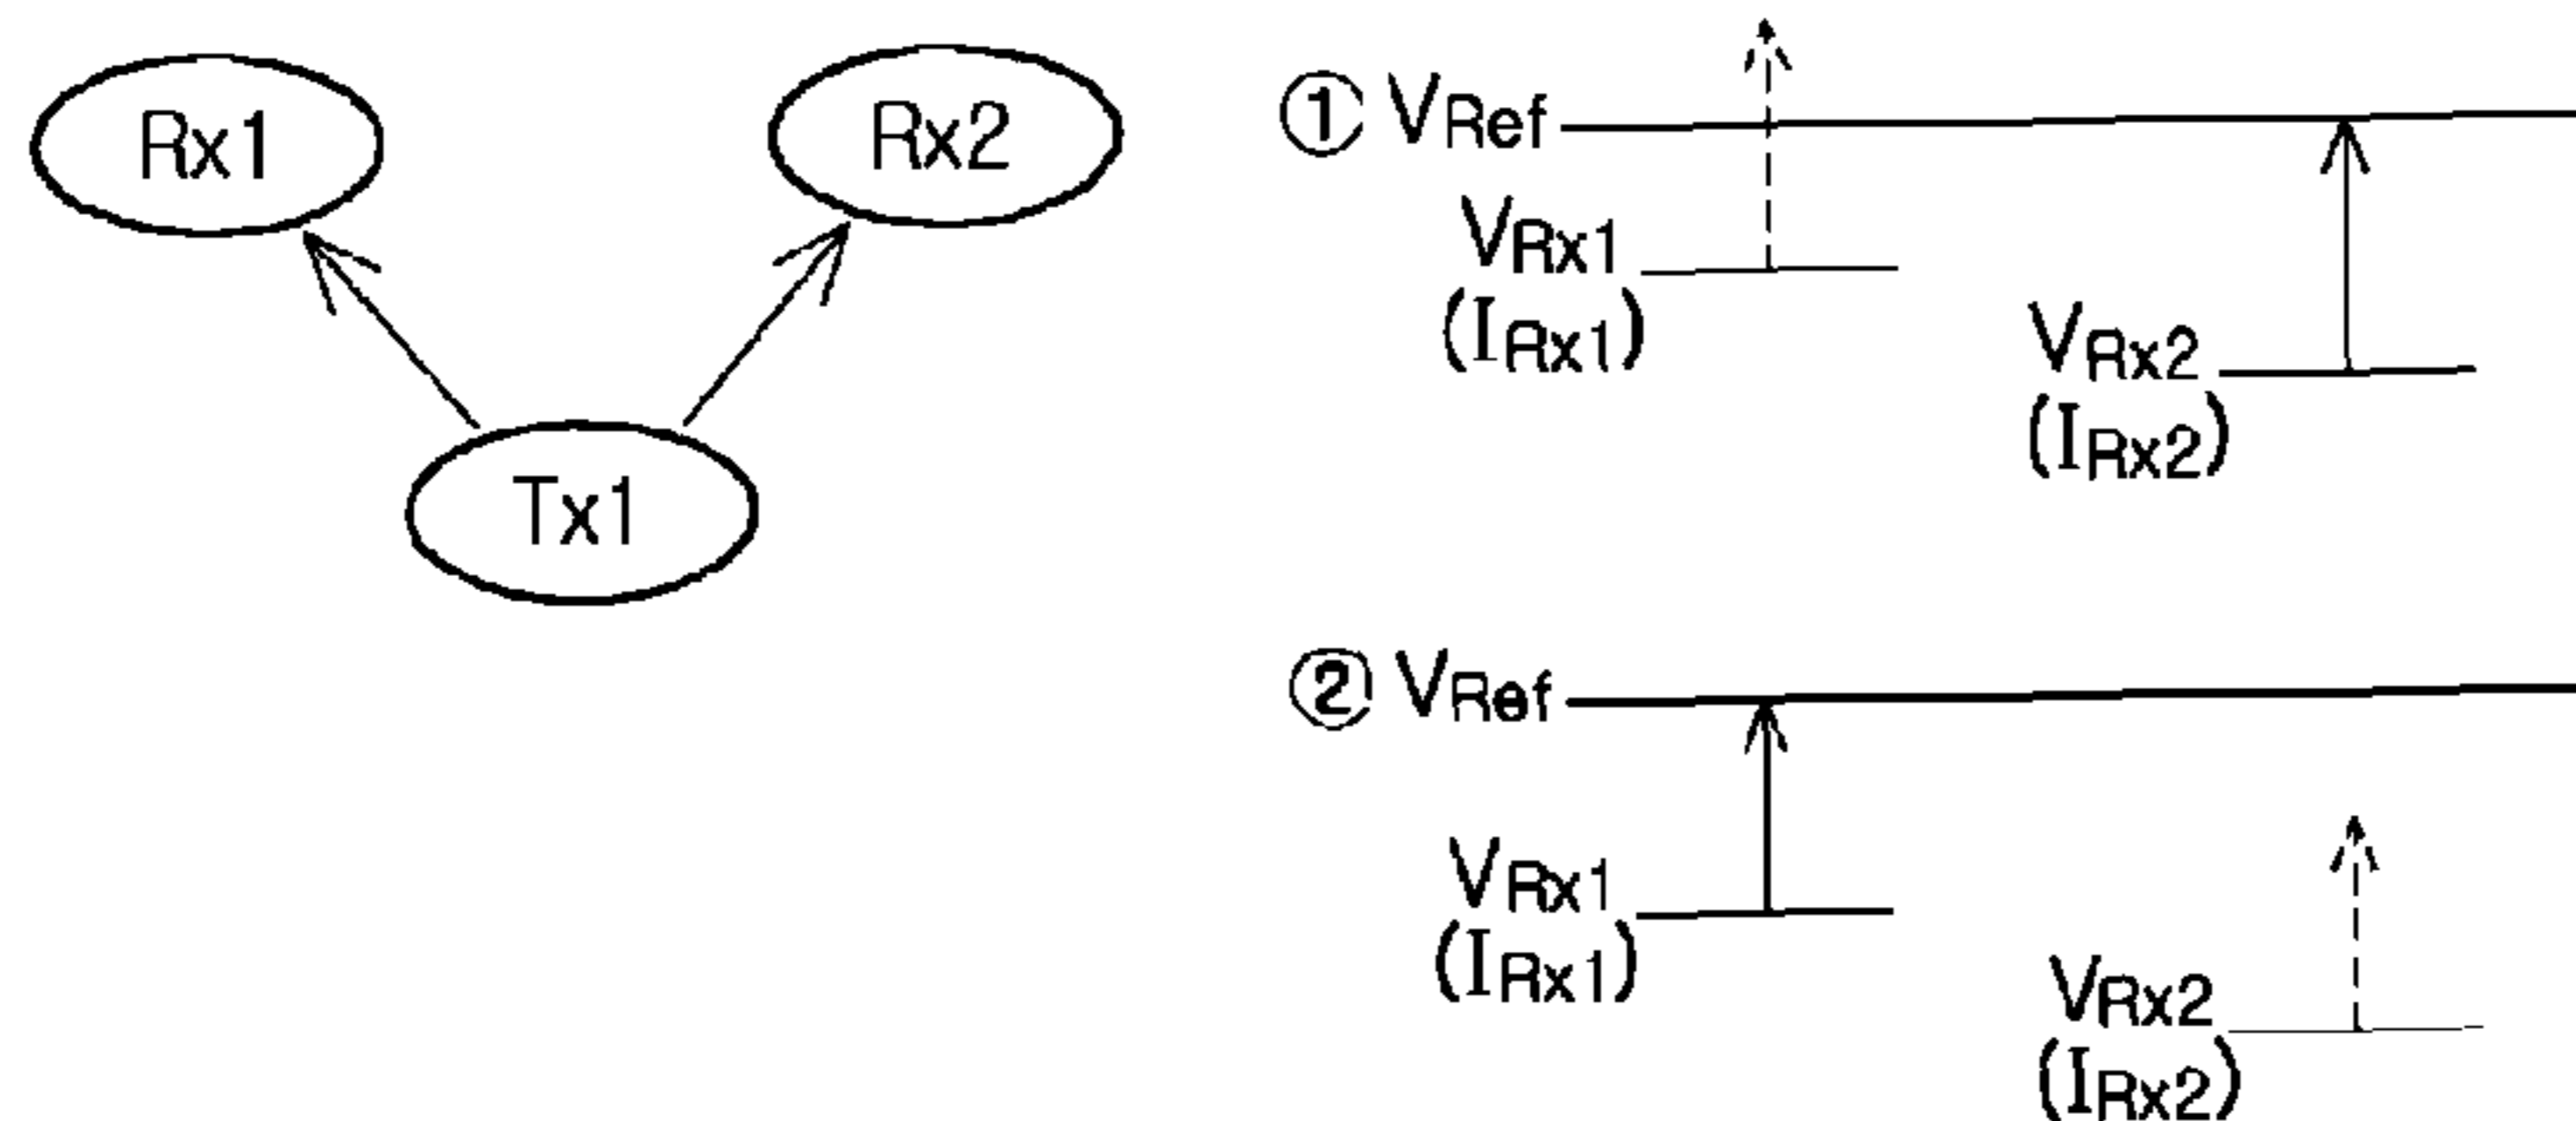 Rx1
Rx2
Tx1
① VRef
VRx1
(IRx1)
VRx2
(IRx2)
② VRef
VRx1
(IRx1)
VRx2
(IRx2)